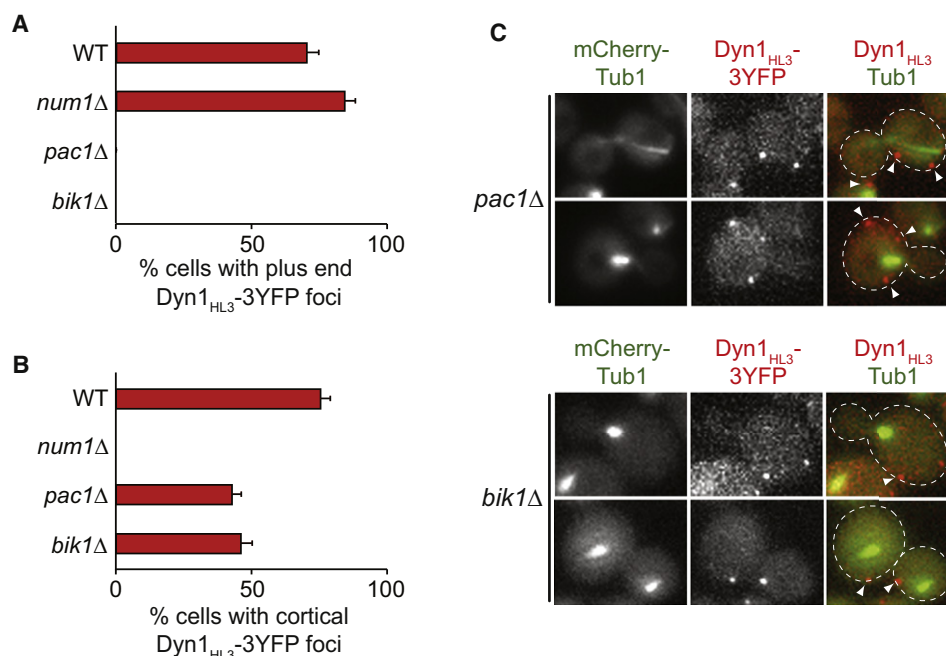 A
WT
num1Δ
pac1Δ
bik1Δ
0 50 100
% cells with plus end
Dyn1HL3-3YFP foci
B
WT
num1Δ
pac1Δ
bik1Δ
0 50 100
% cells with cortical
Dyn1HL3-3YFP foci
C
mCherry- Dyn1HL3- Dyn1HL3
Tub1 3YFP Tub1
pac1Δ
mCherry- Dyn1HL3- Dyn1HL3
Tub1 3YFP Tub1
bik1Δ